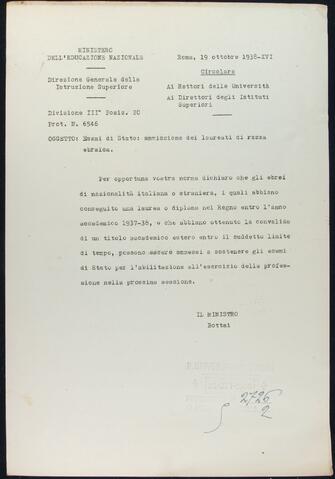 MINISTERO
DELL'EDUCAZIONE NAZIONALE
Direzione Generale della
Istruzione Superiore
Divisione III^ Posiz. 2C
Prot. N. 6546
Roma, 19 ottobre 1938-XVI
Circolare
Ai Rettori delle Università
Ai Direttori degli Istituti
Superiori
OGGETTO: Esami di Stato: ammissione dei laureati di razza
ebraica.
Per opportuna vostra norma dichiaro che gli ebrei
di nazionalità italiana o straniera, i quali abbiano
conseguito una laurea o diploma nel Regno entro l'anno
accademico 1937-38, o che abbiano ottenuto la convalida
di un titolo accademico estero entro il suddetto limite
di tempo, possono essere ammessi a sostenere gli esami
di Stato per l'abilitazione all'esercizio della profes-
sione nella prossima sessione.
IL MINISTRO
Bottai
2726
2